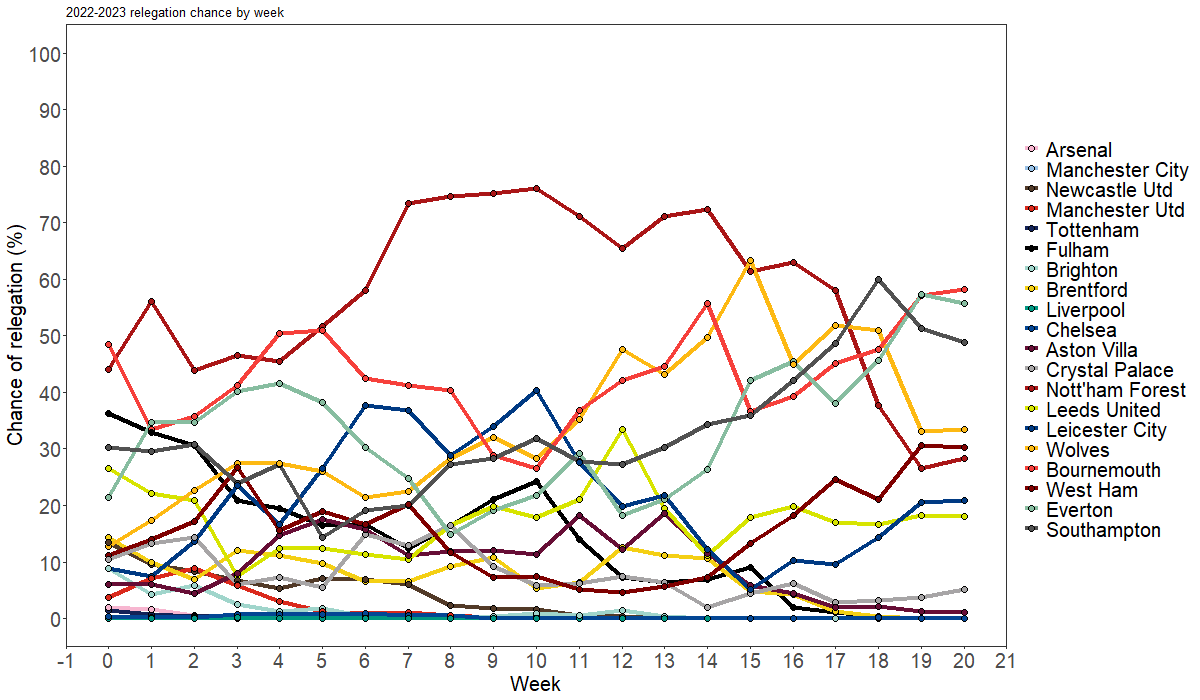 2022-2023 relegation chance by week
Chance of relegation (%)
100
90
80
70
60
50
40
30
20
10
0
-1 0 1 2 3 4 5 6 7 8 9 10 11 12 13 14 15 16 17 18 19 20 21
Week
Arsenal
Manchester City
Newcastle Utd
Manchester Utd
Tottenham
Fulham
Brighton
Brentford
Liverpool
Chelsea
Aston Villa
Crystal Palace
Nott'ham Forest
Leeds United
Leicester City
Wolves
Bournemouth
West Ham
Everton
Southampton